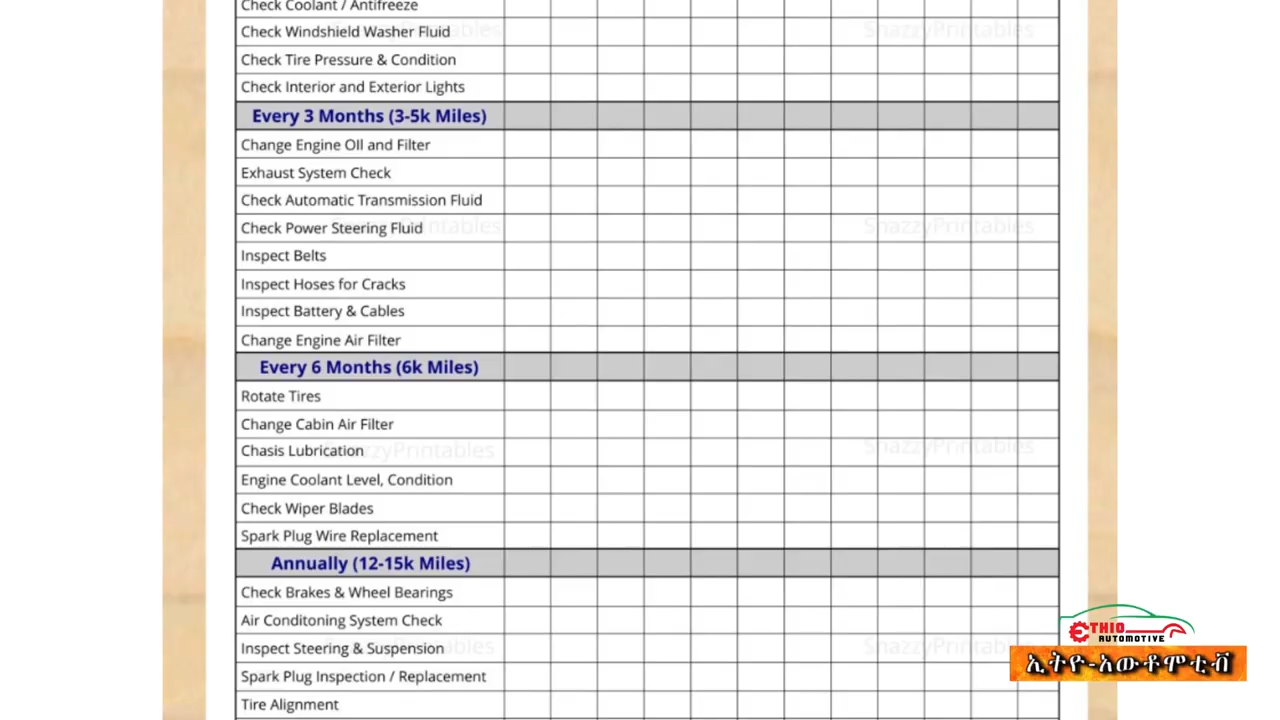 Check Coolant / Antifreeze
SnazzyPrintables
Check Windshield Washer Fluid
Check Tire Pressure & Condition
Check Interior and Exterior Lights
Every 3 Months (3-5k Miles)
Change Engine OIl and Filter
Exhaust System Check
Check Automatic Transmission Fluid
Check Power Steering Fluid
SnazzyPrintables
Inspect Belts
Inspect Hoses for Cracks
Inspect Battery & Cables
Change Engine Air Filter
Every 6 Months (6k Miles)
Rotate Tires
Change Cabin Air Filter
Chasis Lubrication
SnazzyPrintables
Engine Coolant Level, Condition
Check Wiper Blades
Spark Plug Wire Replacement
Annually (12-15k Miles)
Check Brakes & Wheel Bearings
Air Conditoning System Check
Inspect Steering & Suspension
Spark Plug Inspection / Replacement
Tire Alignment
ETHIO
AUTOMOTIVE
ኢትዮ-አውቶሞቲቭ